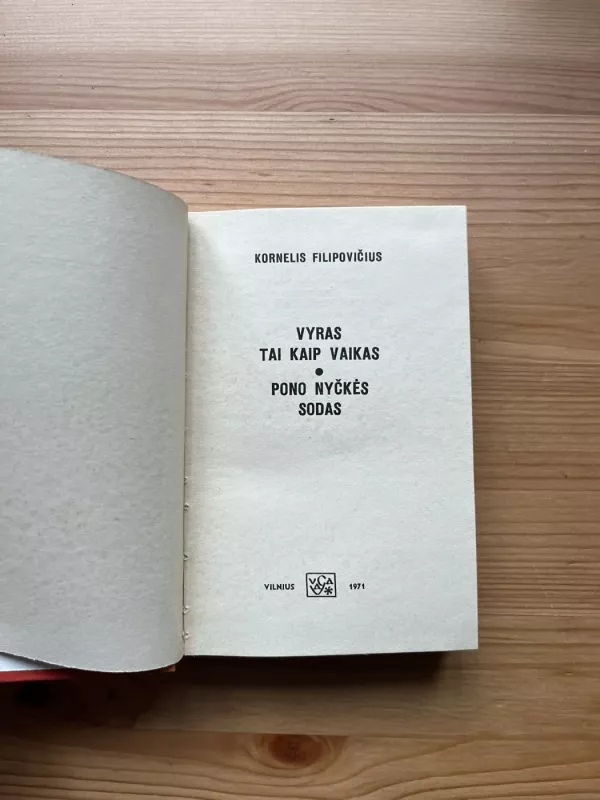 KORNELIS FILIPOVIČIUS
VYRAS
TAI KAIP VAIKAS
●
PONO NYČKĖS
SODAS
VILNIUS 1971